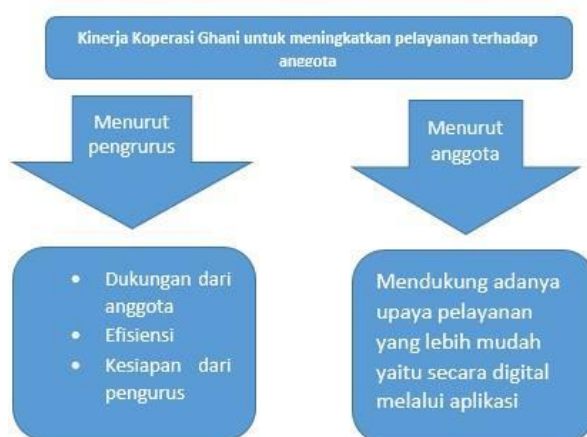 Kinerja Koperasi Ghani untuk meningkatkan pelayanan terhadap
anggota
Menurut
pengrurus
Menurut
anggota
• Dukungan dari
anggota
• Efisiensi
• Kesiapan dari
pengurus
Mendukung adanya
upaya pelayanan
yang lebih mudah
yaitu secara digital
melalui aplikasi